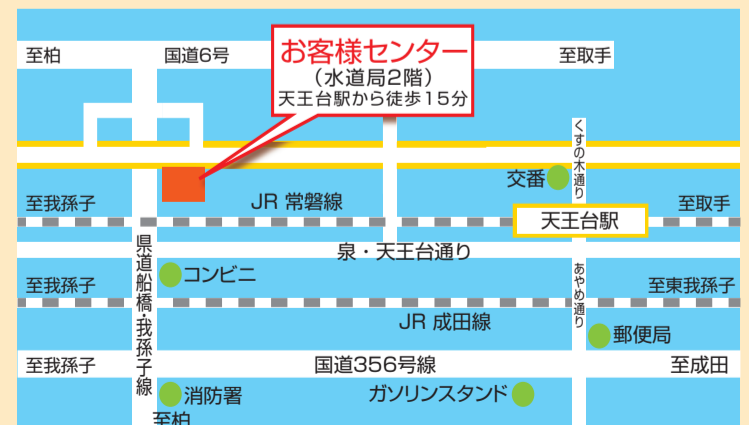 至柏
国道6号
お客様センター
(水道局2階)
天王台駅から徒歩15分
至取手
くすの木通り
交番
至我孫子
JR 常磐線
天王台駅
至取手
県道船橋・我孫子線
泉・天王台通り
コンビニ
あやめ通り
至我孫子
至東我孫子
JR 成田線
郵便局
至我孫子
国道356号線
至成田
消防署
ガソリンスタンド
至柏